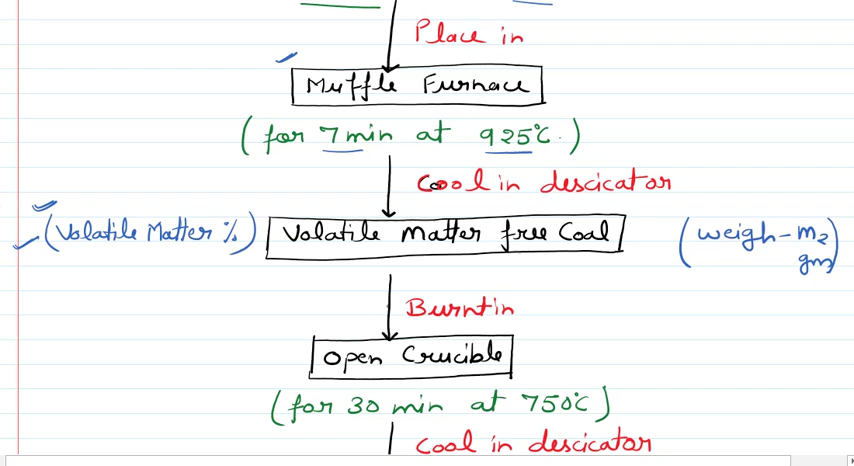 Place in
Muffle Furnace
(for 7 min at 925°C.)
Cool in descicator
(Volatile Matter %) Volatile matter free Coal (weigh - m2 gm)
Burnt in
Open Crucible
(for 30 min at 750°C)
Cool in descicator